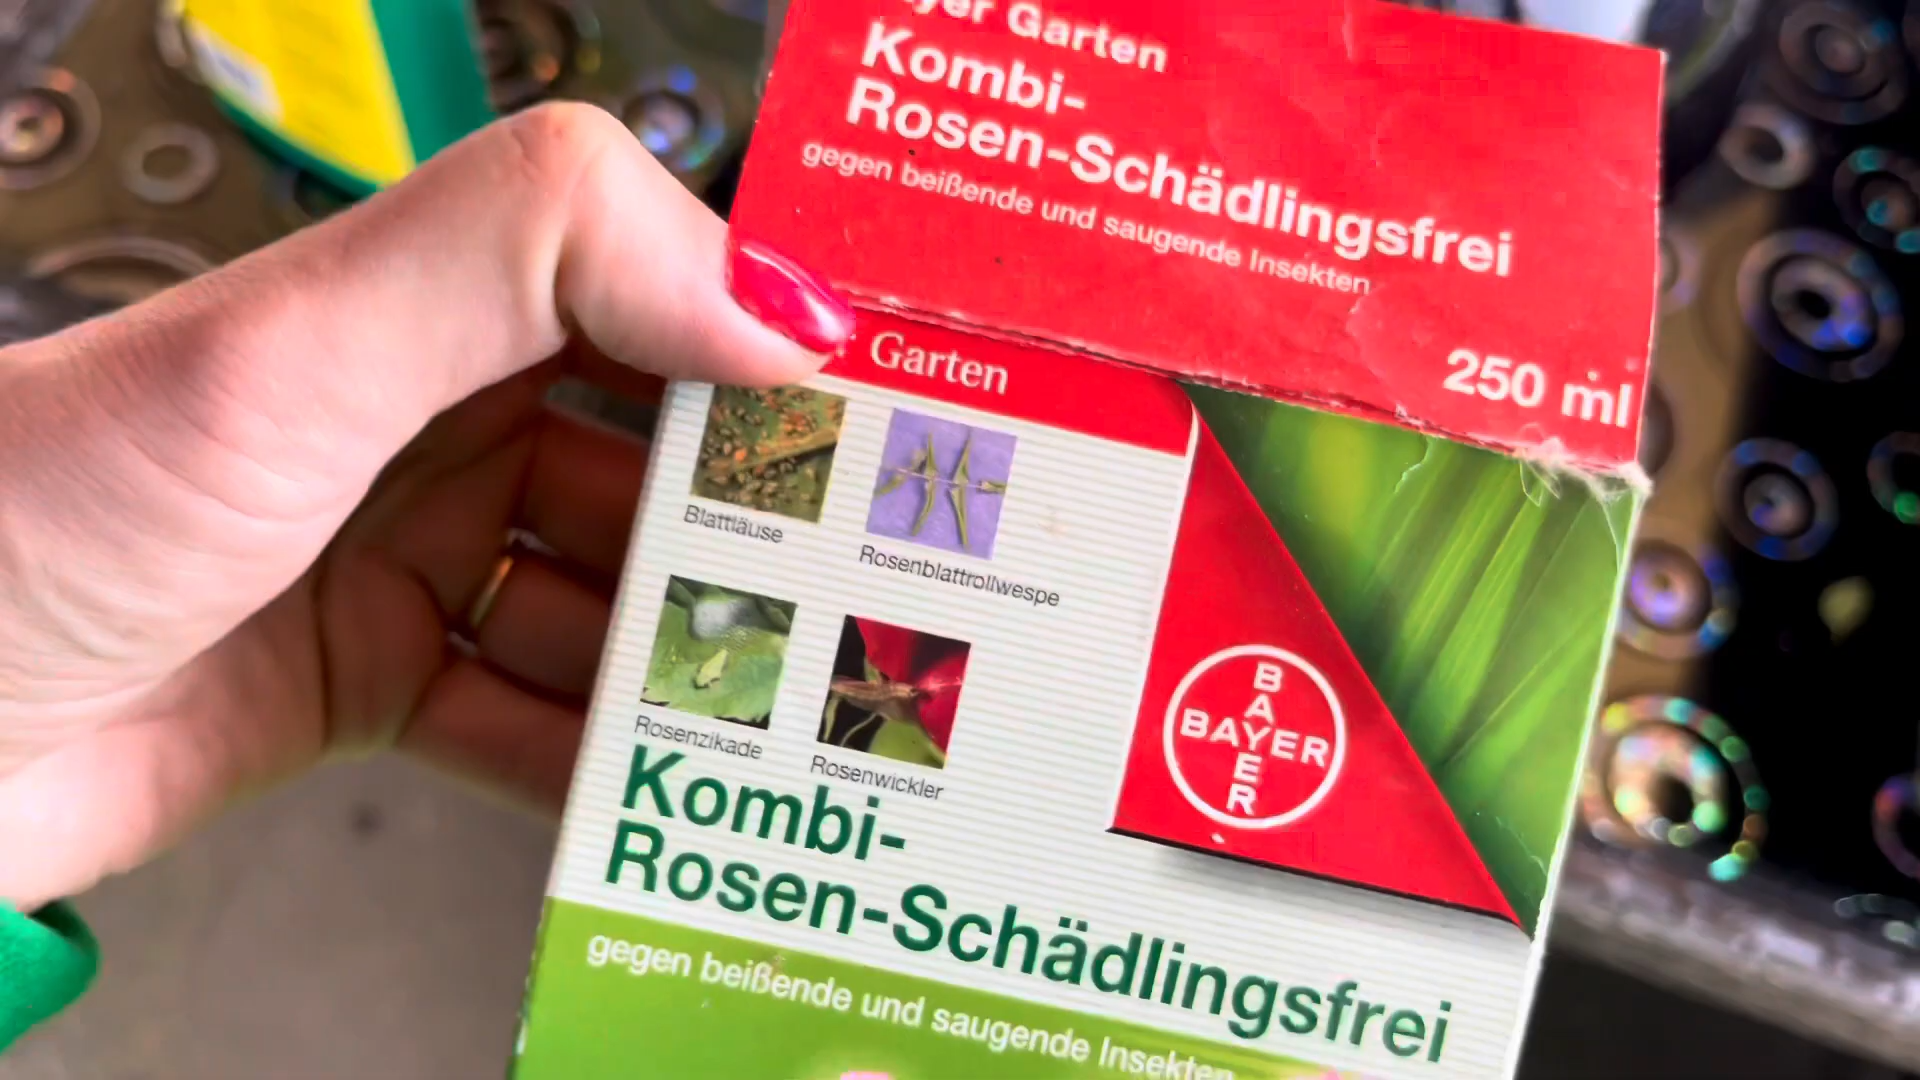 Garten
Kombi-
Rosen-Schädlingsfrei
gegen beißende und saugende Insekten
250 ml
Garten
Blattläuse
Rosenblattrollwespe
Rosenzikade
Rosenwickler
BAYER
BAYER
Kombi-
Rosen-Schädlingsfrei
gegen beißende und saugende Insekten